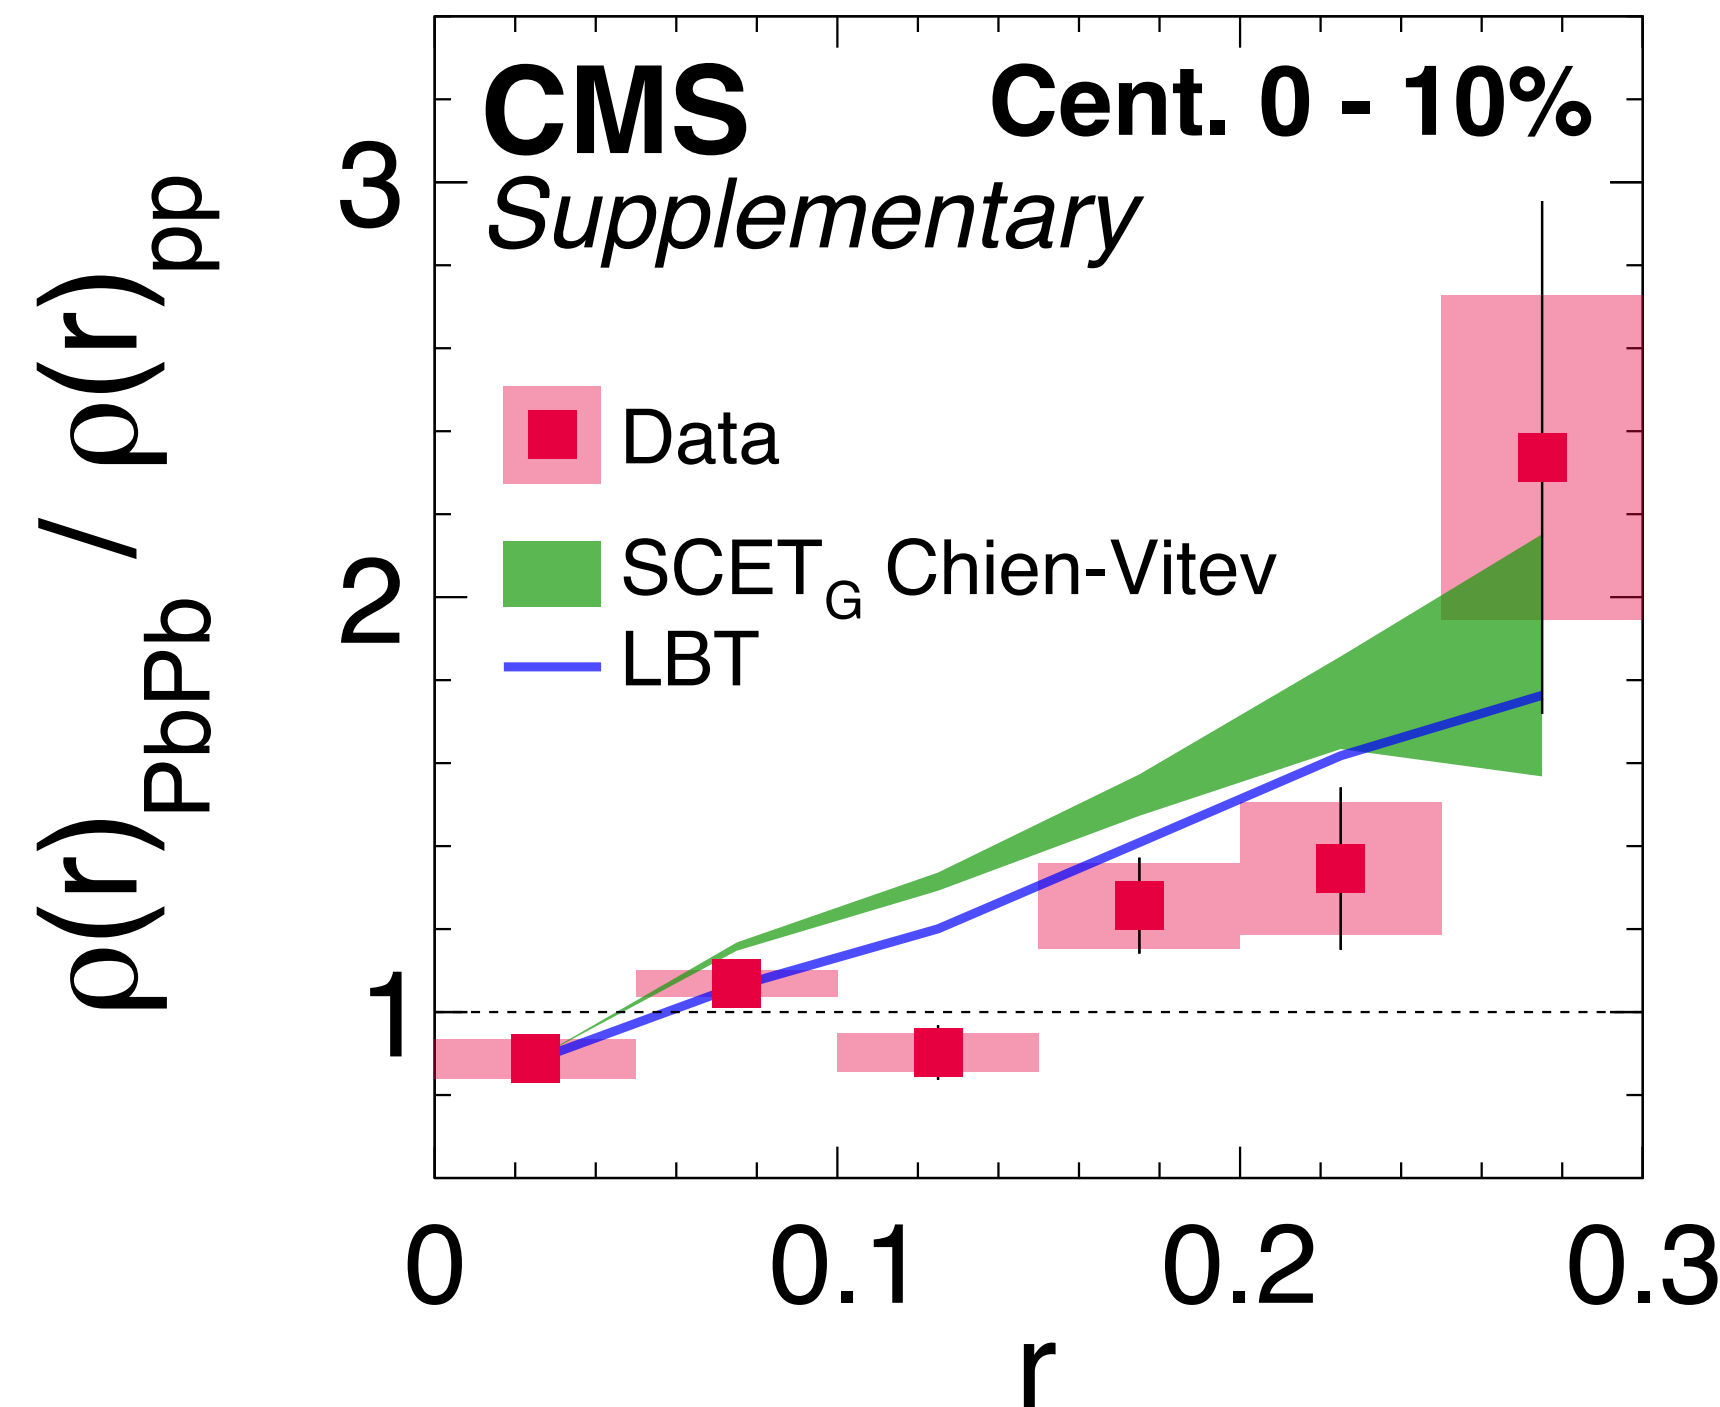 CMS
Cent. 0 - 10%
Supplementary
Data
SCET_G Chien-Vitev
LBT
ρ(r)_PbPb / ρ(r)_pp
3
2
1
0 0.1 0.2 0.3
r